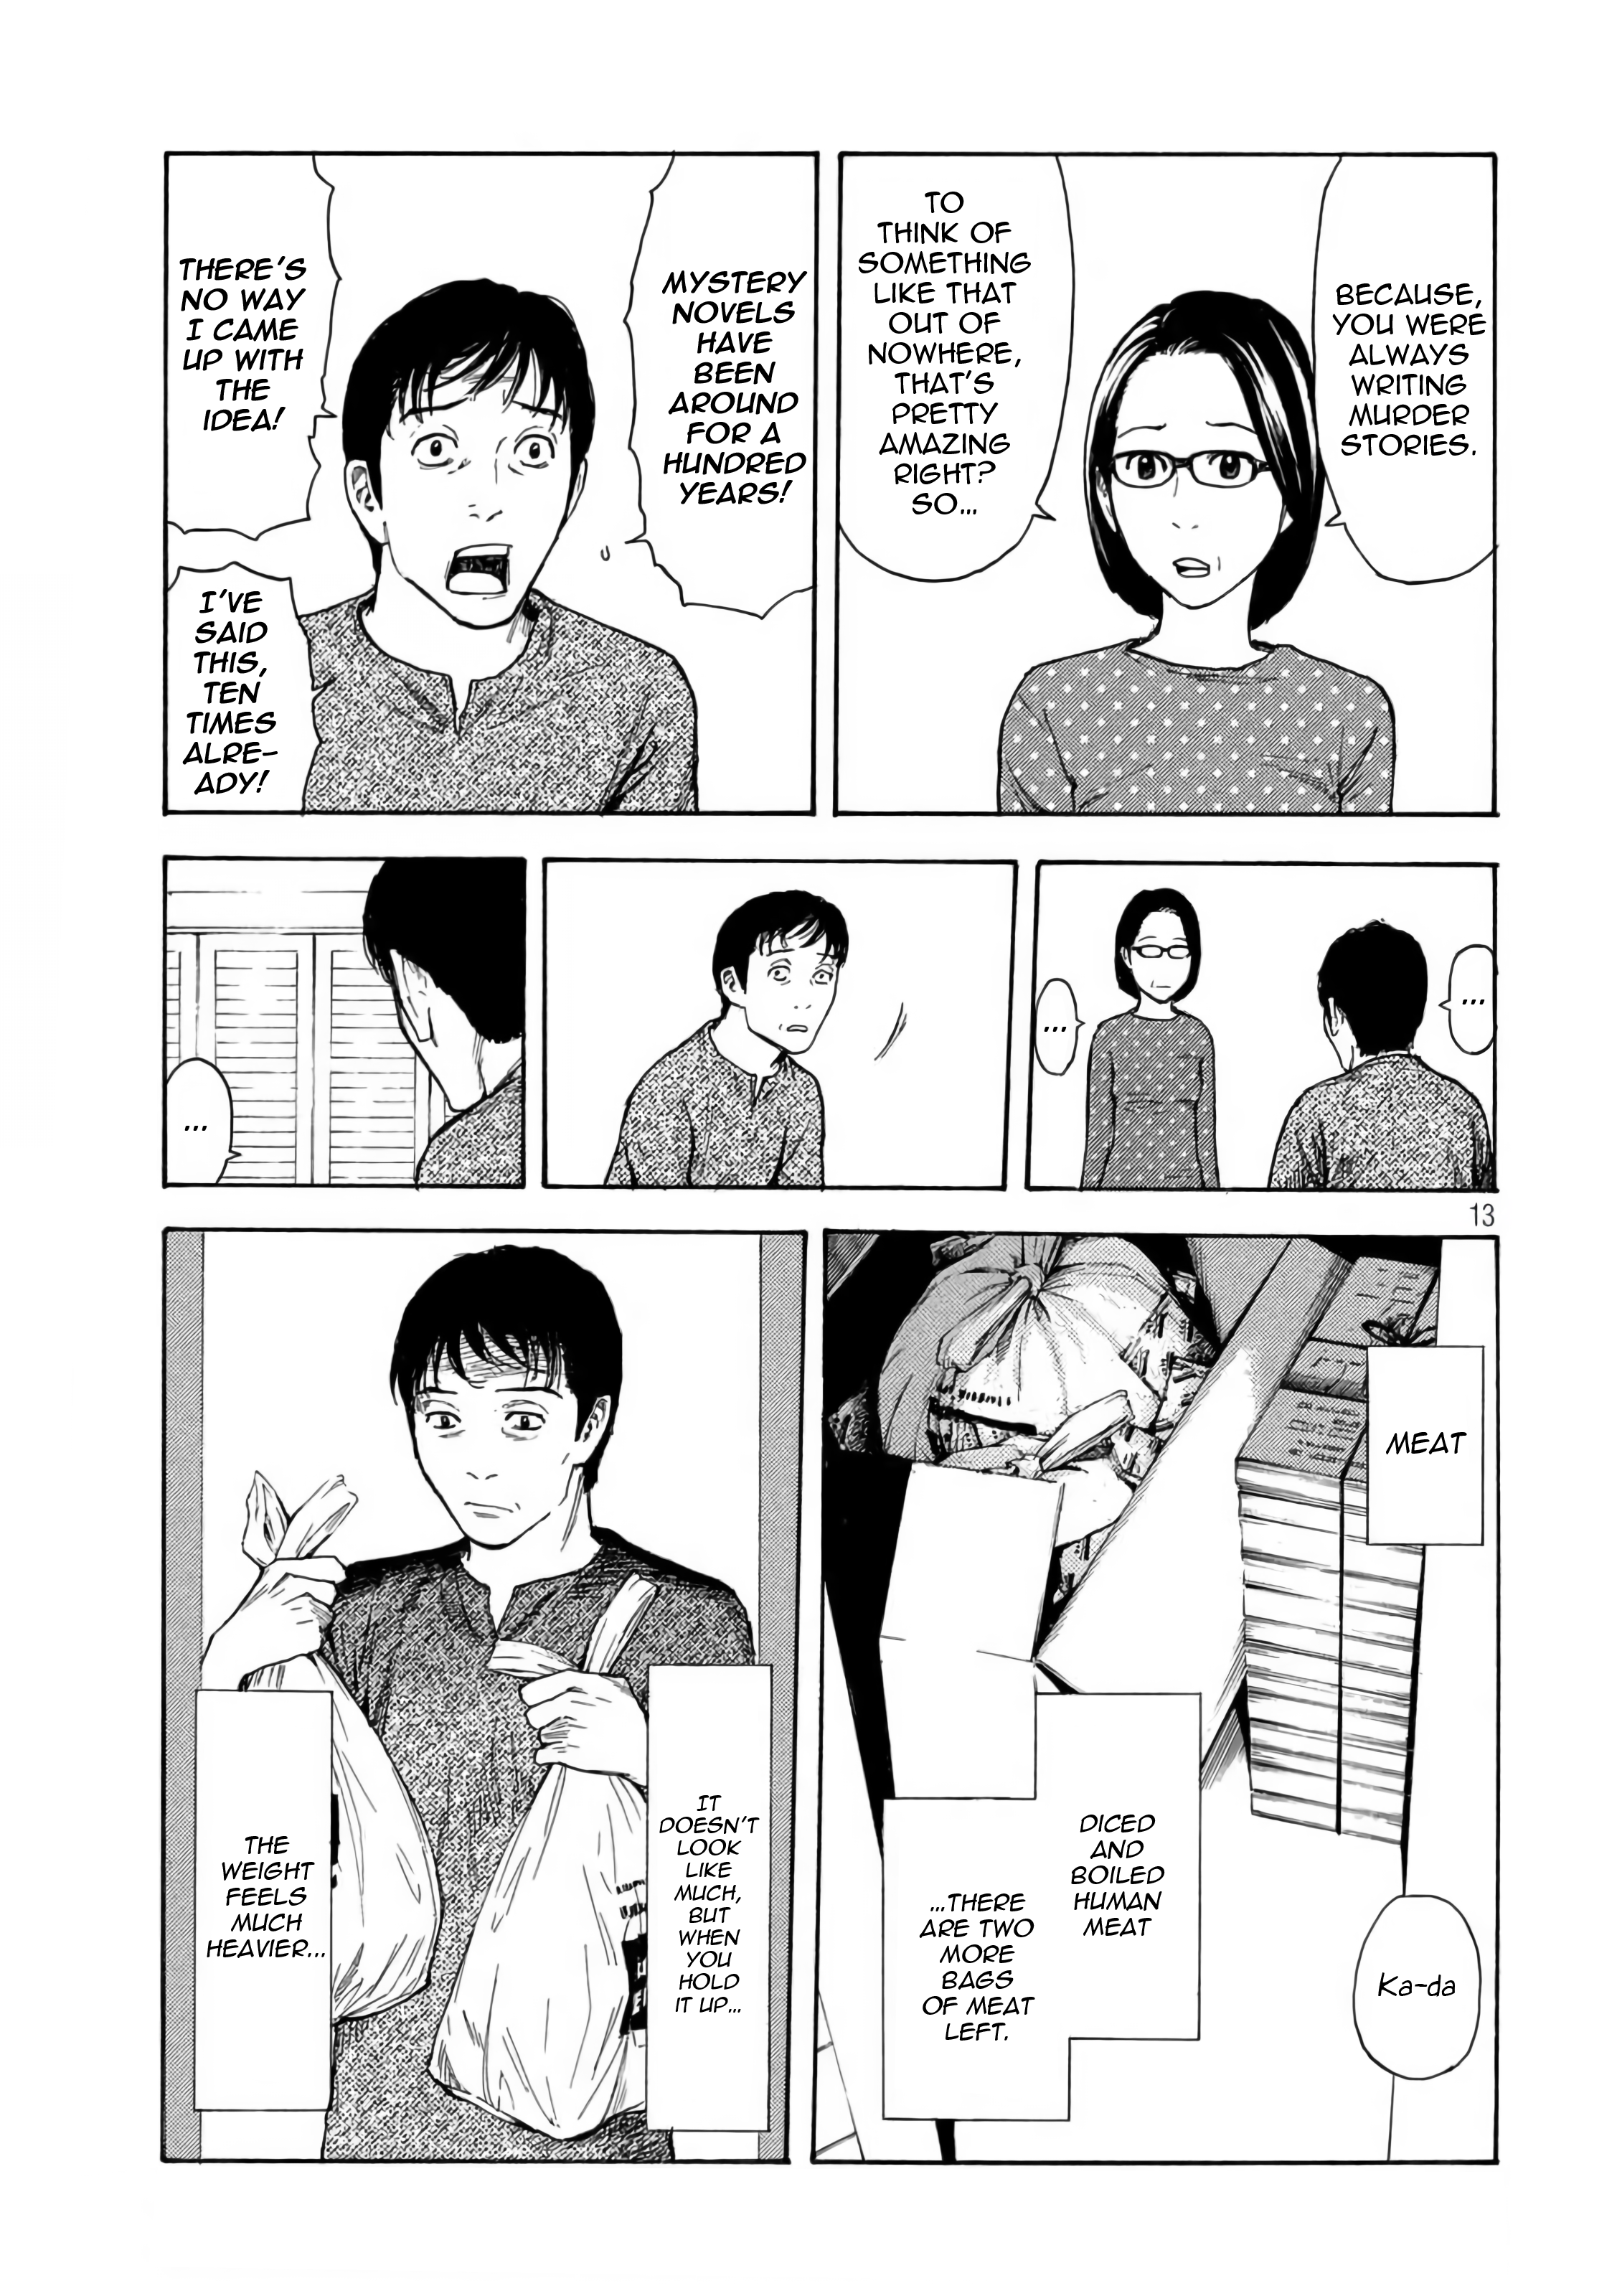 BECAUSE,
YOU WERE
ALWAYS
WRITING
MURDER
STORIES.
TO
THINK OF
SOMETHING
LIKE THAT
OUT OF
NOWHERE,
THAT'S
PRETTY
AMAZING
RIGHT?
SO...
MYSTERY
NOVELS
HAVE
BEEN
AROUND
FOR A
HUNDRED
YEARS!
THERE'S
NO WAY
I CAME
UP WITH
THE
IDEA!
I'VE
SAID
THIS,
TEN
TIMES
ALRE-
ADY!
...
...
...
13
MEAT
DICED
AND
BOILED
HUMAN
MEAT
...THERE
ARE TWO
MORE
BAGS
OF MEAT
LEFT.
Ka-da
IT
DOESN'T
LOOK
LIKE
MUCH,
BUT
WHEN
YOU
HOLD
IT UP...
THE
WEIGHT
FEELS
MUCH
HEAVIER...